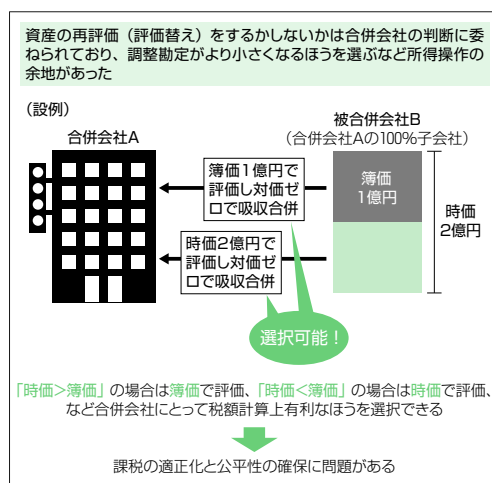 資産の再評価（評価替え）をするかしないかは合併会社の判断に委
ねられており、調整勘定がより小さくなるほうを選ぶなど所得操作の
余地があった
（設例）
合併会社A
被合併会社B
（合併会社Aの100%子会社）
簿価1億円で
評価し対価ゼ
ロで吸収合併
簿価
1億円
時価
2億円
時価2億円で
評価し対価ゼ
ロで吸収合併
選択可能！
「時価＞簿価」の場合は簿価で評価、「時価＜簿価」の場合は時価で評価、
など合併会社にとって税額計算上有利なほうを選択できる
課税の適正化と公平性の確保に問題がある